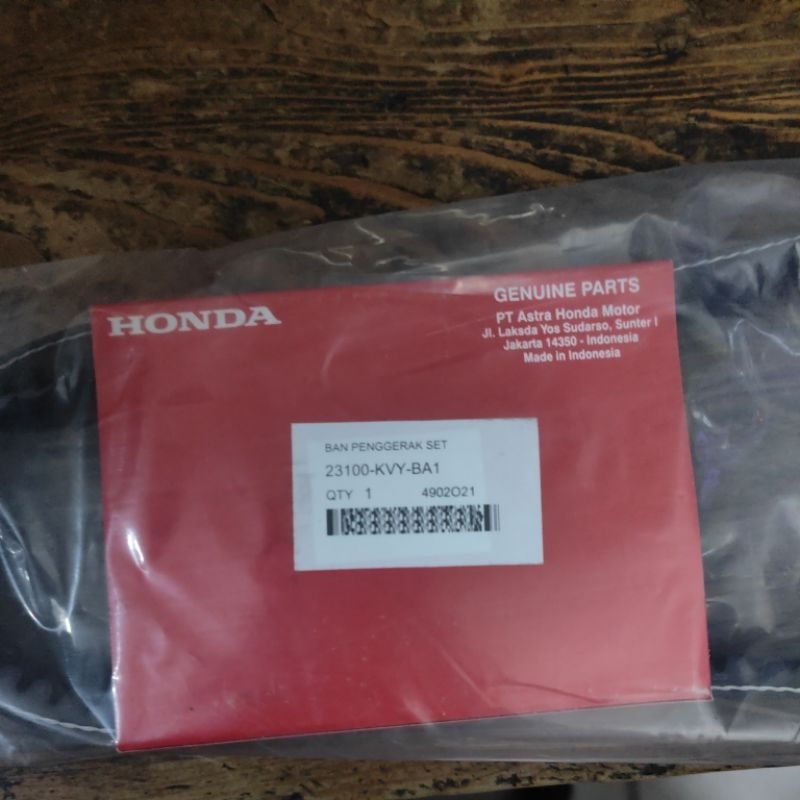 HONDA
GENUINE PARTS
PT Astra Honda Motor
Jl. Laksda Yos Sudarso, Sunter I
Jakarta 14350 - Indonesia
Made in Indonesia
BAN PENGGERAK SET
23100-KVY-BA1
QTY 1 4902O21